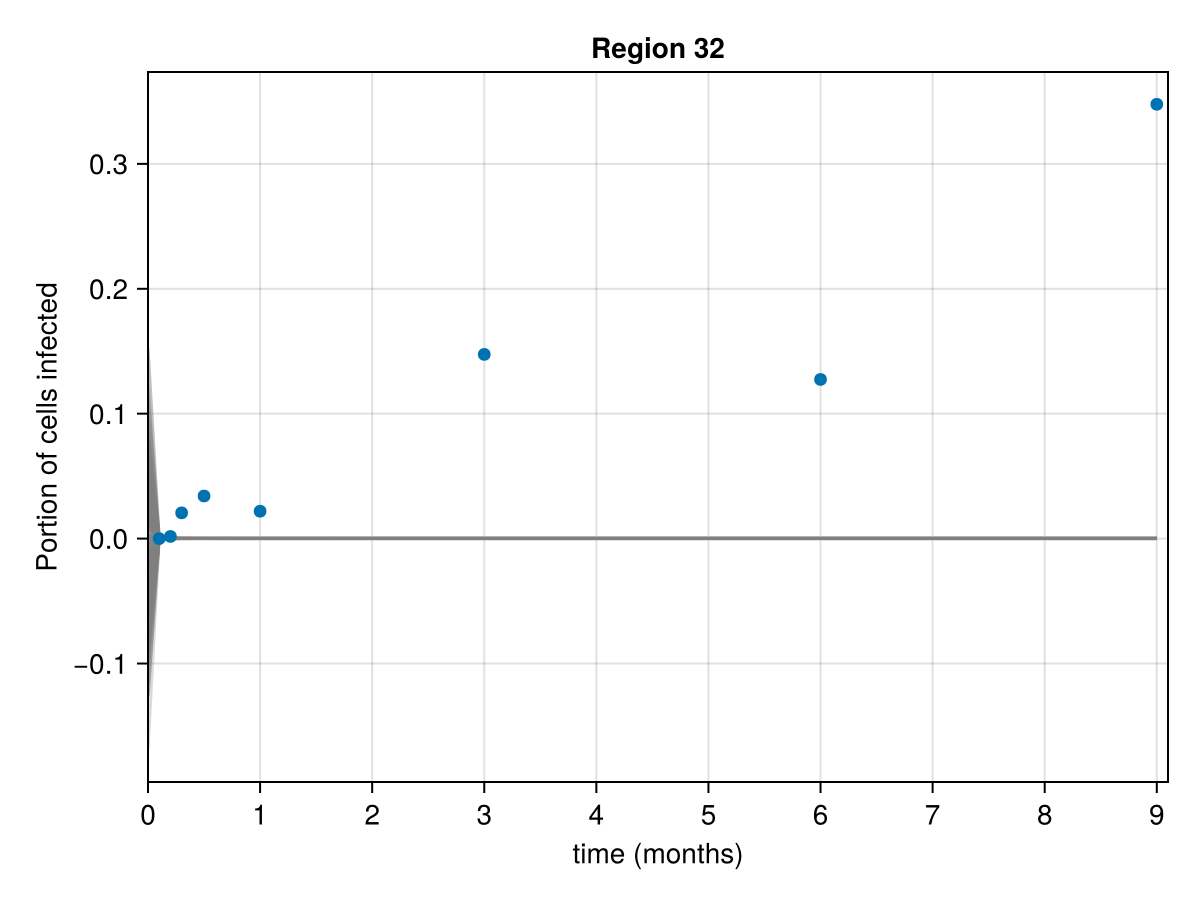 Region 32
Portion of cells infected
0.3
0.2
0.1
0.0
−0.1
0 1 2 3 4 5 6 7 8 9
time (months)